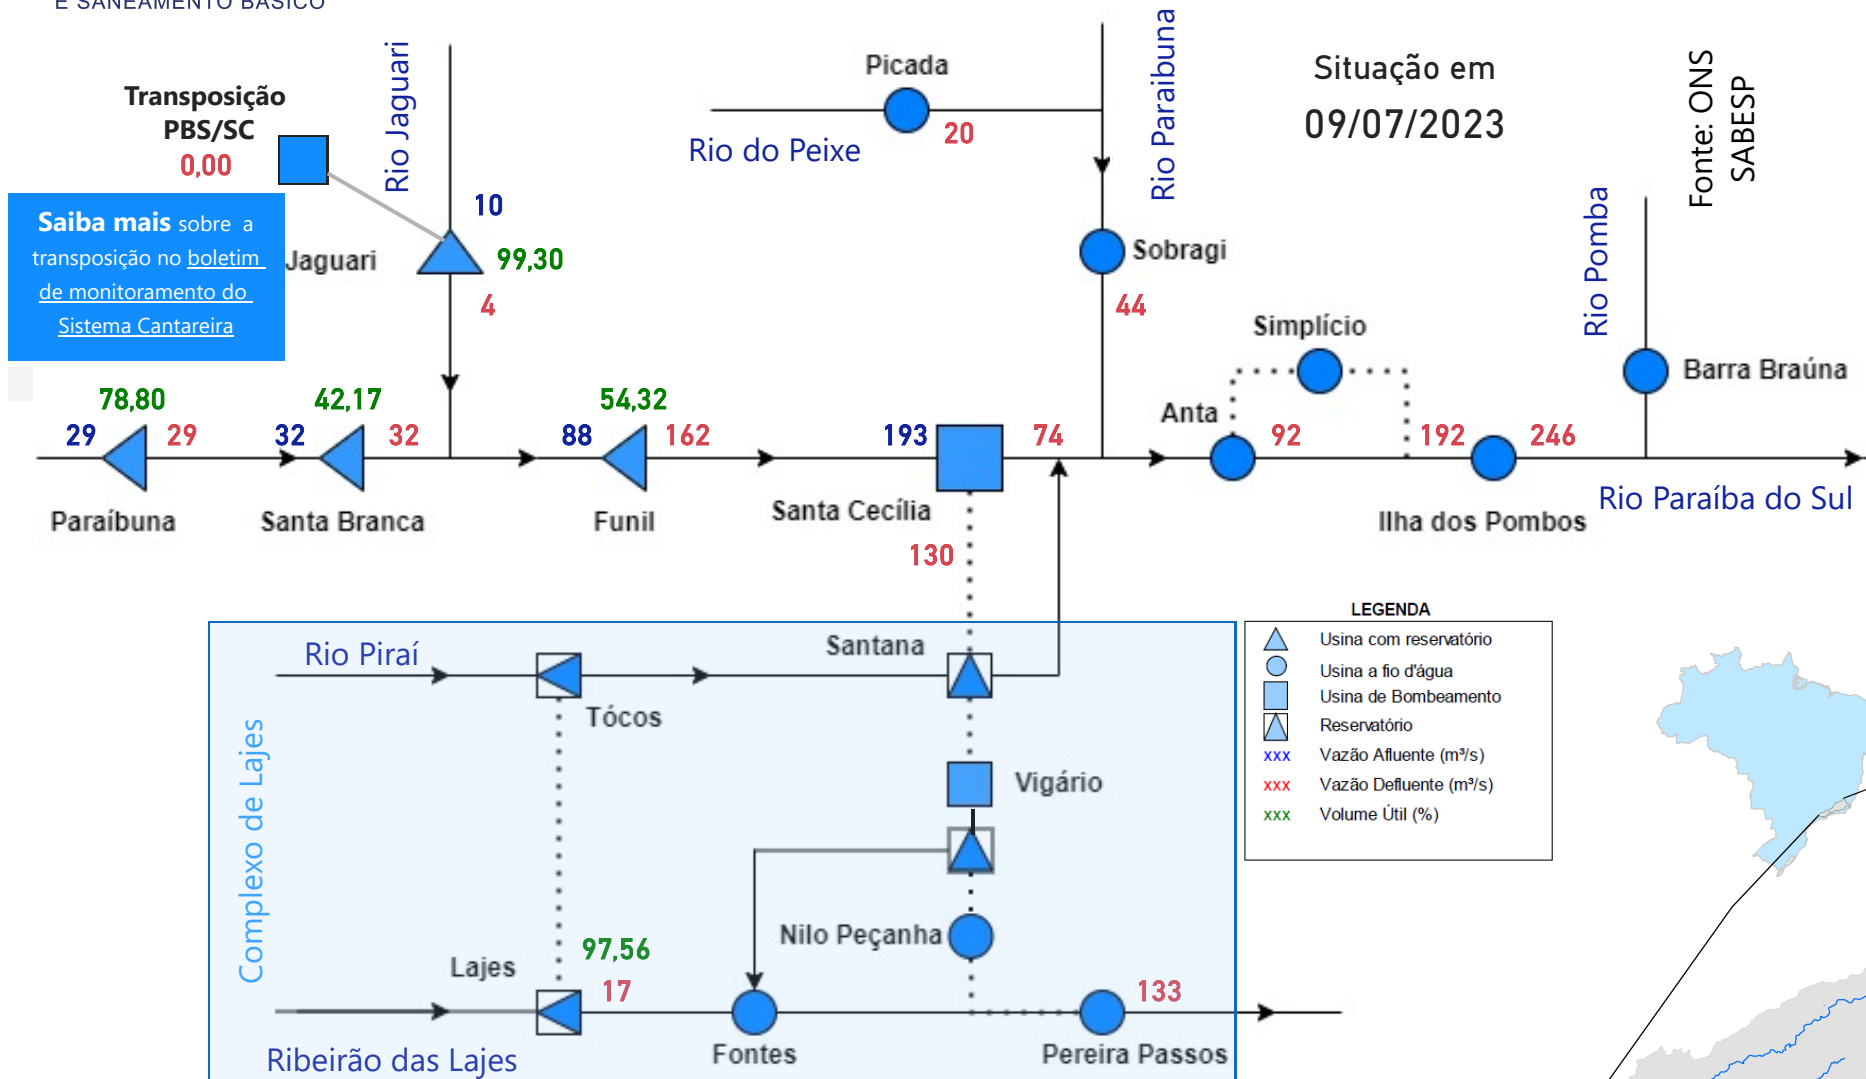 E SANEAMENTO BÁSICO
Transposição
PBS/SC
0,00
Rio Jaguari
Saiba mais sobre a
transposição no boletim
de monitoramento do
Sistema Cantareira
10
Jaguari
99,30
4
Picada
20
Rio do Peixe
Rio Paraibuna
Situação em
09/07/2023
Fonte: ONS
SABESP
Sobragi
44
Simplício
Rio Pomba
Barra Braúna
78,80
29
29
Paraíbuna
42,17
32
32
Santa Branca
54,32
88
162
Funil
193
74
Santa Cecília
130
Anta
92
192
246
Ilha dos Pombos
Rio Paraíba do Sul
Complexo de Lajes
Rio Piraí
Santana
Tócos
Vigário
Nilo Peçanha
97,56
Lajes
17
133
Ribeirão das Lajes
Fontes
Pereira Passos
LEGENDA
Usina com reservatório
Usina a fio d'água
Usina de Bombeamento
Reservatório
xxx Vazão Afluente (m³/s)
xxx Vazão Defluente (m³/s)
xxx Volume Útil (%)